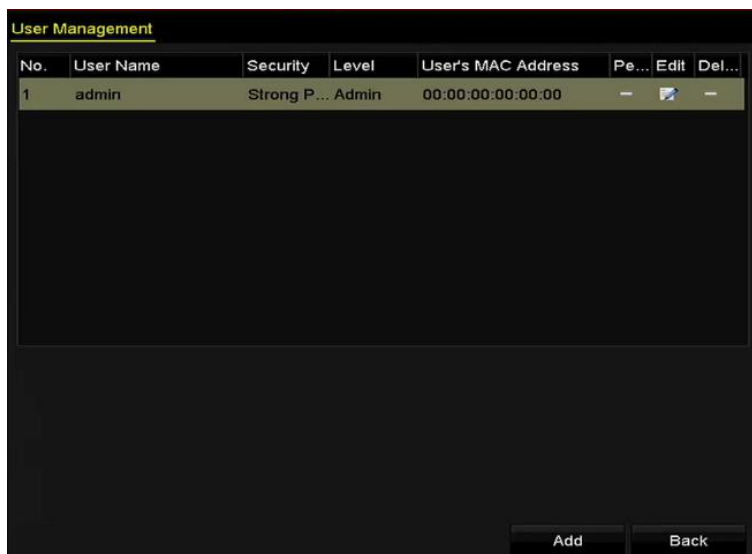 User Management
No. User Name Security Level User's MAC Address Pe... Edit Del...
1 admin Strong P... Admin 00:00:00:00:00:00 – –
Add Back